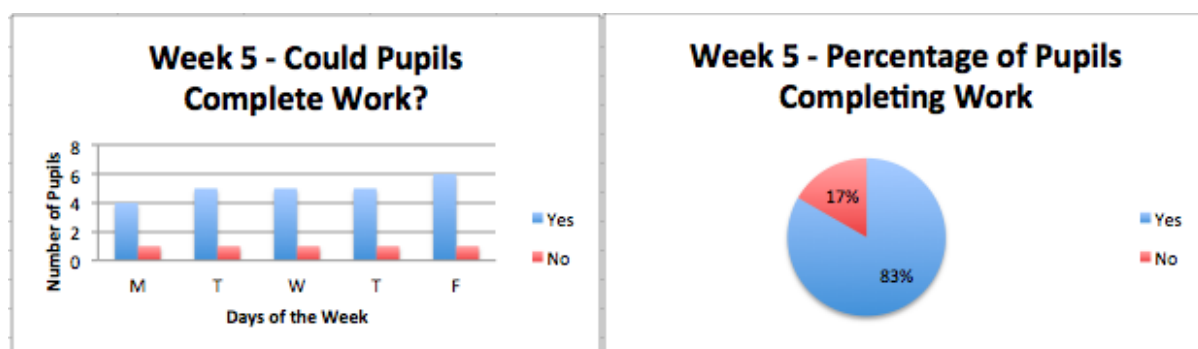 Week 5 - Could Pupils
Complete Work?
Number of Pupils
8
6
4
2
0
M T W T F
Days of the Week
Yes
No
Week 5 - Percentage of Pupils
Completing Work
17%
83%
Yes
No